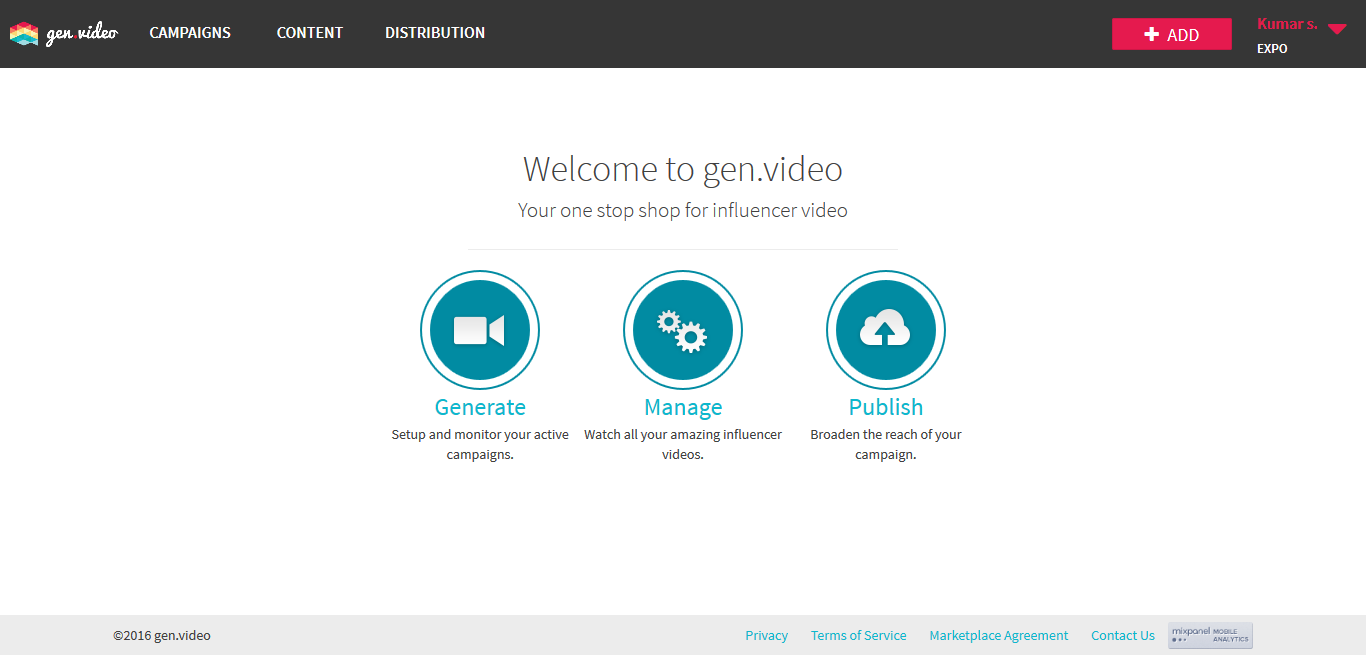 gen.video CAMPAIGNS CONTENT DISTRIBUTION ADD Kumar s.
EXPO
Welcome to gen.video
Your one stop shop for influencer video
Generate Manage Publish
Setup and monitor your active Watch all your amazing influencer Broaden the reach of your
campaigns. videos. campaign.
©2016 gen.video Privacy Terms of Service Marketplace Agreement Contact Us mixpanel MOBILE
ANALYTICS